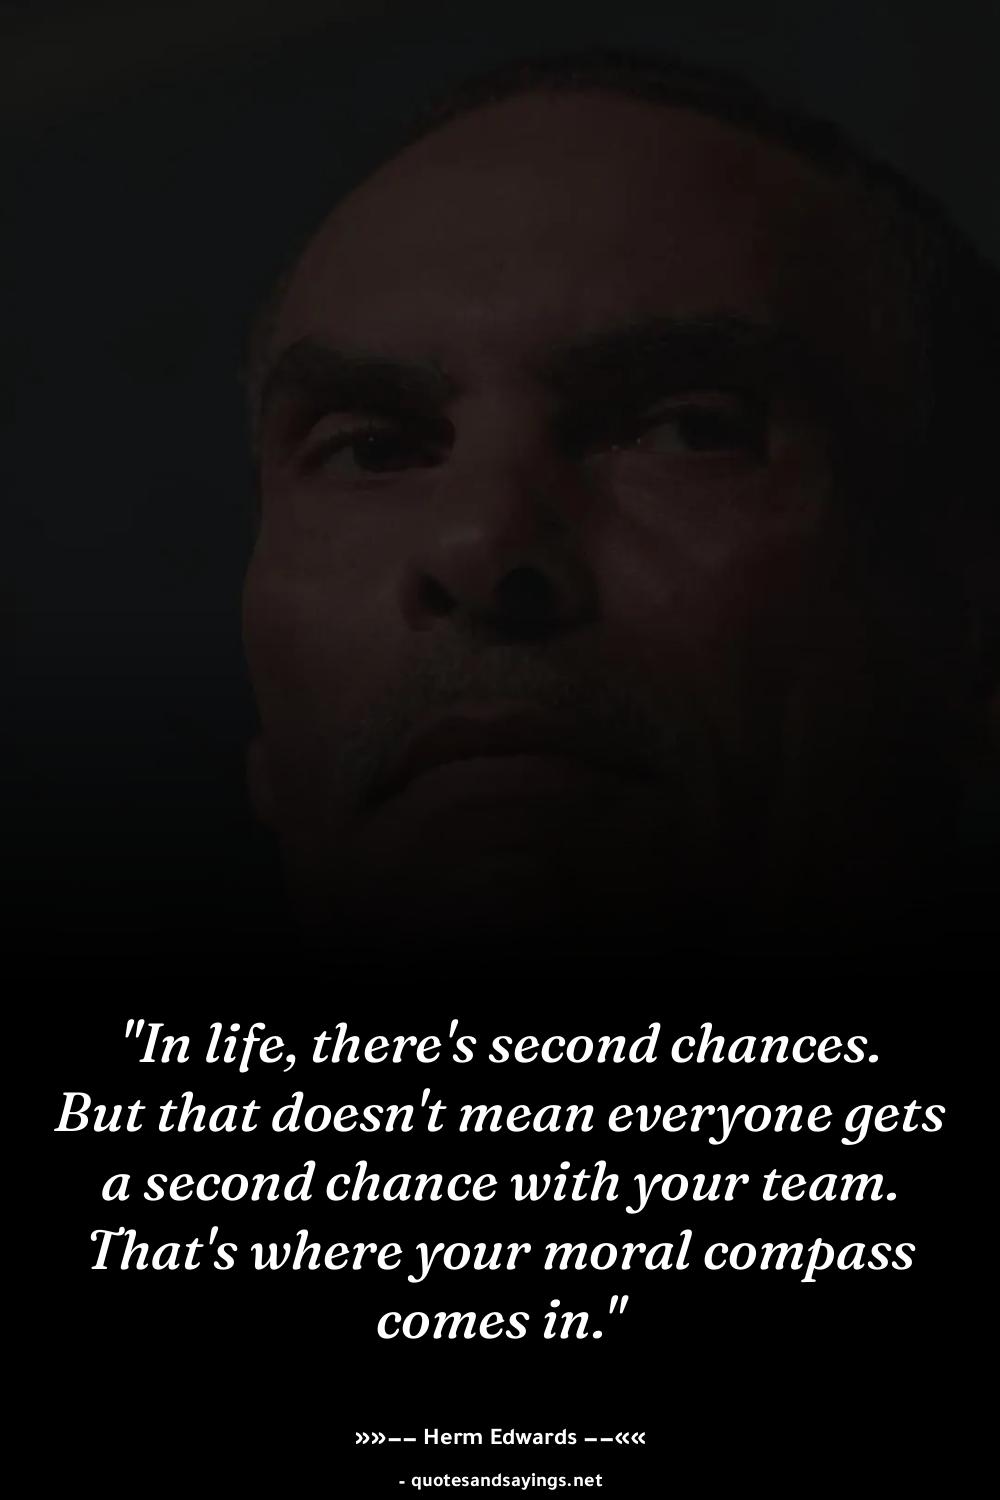 "In life, there's second chances.
But that doesn't mean everyone gets
a second chance with your team.
That's where your moral compass
comes in."
»»−− Herm Edwards −−««
- quotesandsayings.net